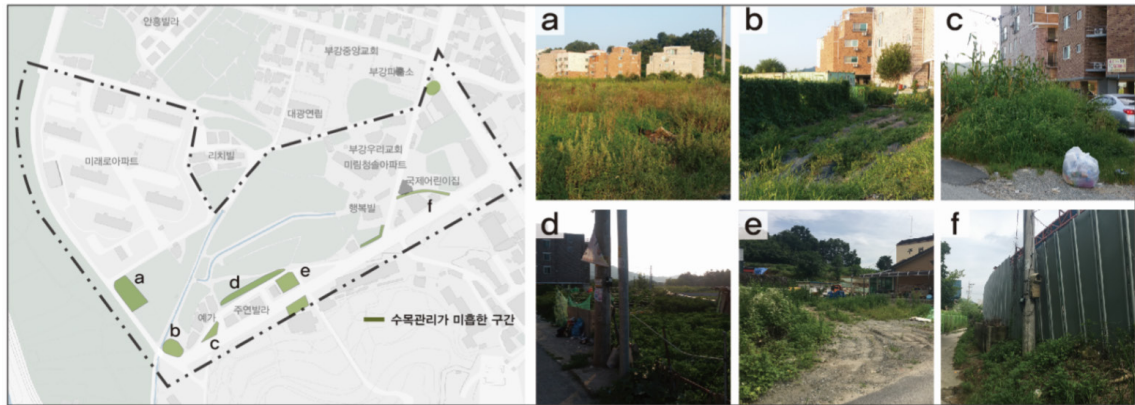 안흥빌라
부강중앙교회
부강파출소
대광연립
미래로아파트
리치빌
부강우리교회
미림청솔아파트
국제어린이집
f
행복빌
a
d
e
주연빌라
예가
b
c
수목관리가 미흡한 구간
a
b
c
d
e
f